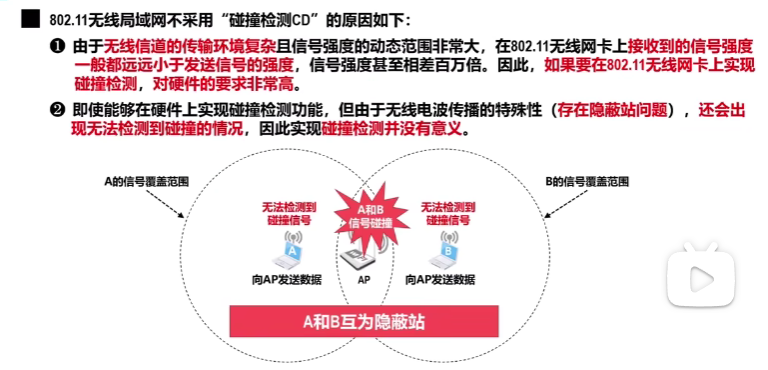 802.11无线局域网不采用“碰撞检测CD”的原因如下：
❶ 由于无线信道的传输环境复杂且信号强度的动态范围非常大，在802.11无线网卡上接收到的信号强度
一般都远远小于发送信号的强度，信号强度甚至相差百万倍。因此，如果要在802.11无线网卡上实现
碰撞检测，对硬件的要求非常高。
❷ 即使能够在硬件上实现碰撞检测功能，但由于无线电波传播的特殊性（存在隐蔽站问题），还会出
现无法检测到碰撞的情况，因此实现碰撞检测并没有意义。
A的信号覆盖范围
B的信号覆盖范围
无法检测到
碰撞信号
A和B
信号碰撞
无法检测到
碰撞信号
A
B
向AP发送数据
AP
向AP发送数据
A和B互为隐蔽站